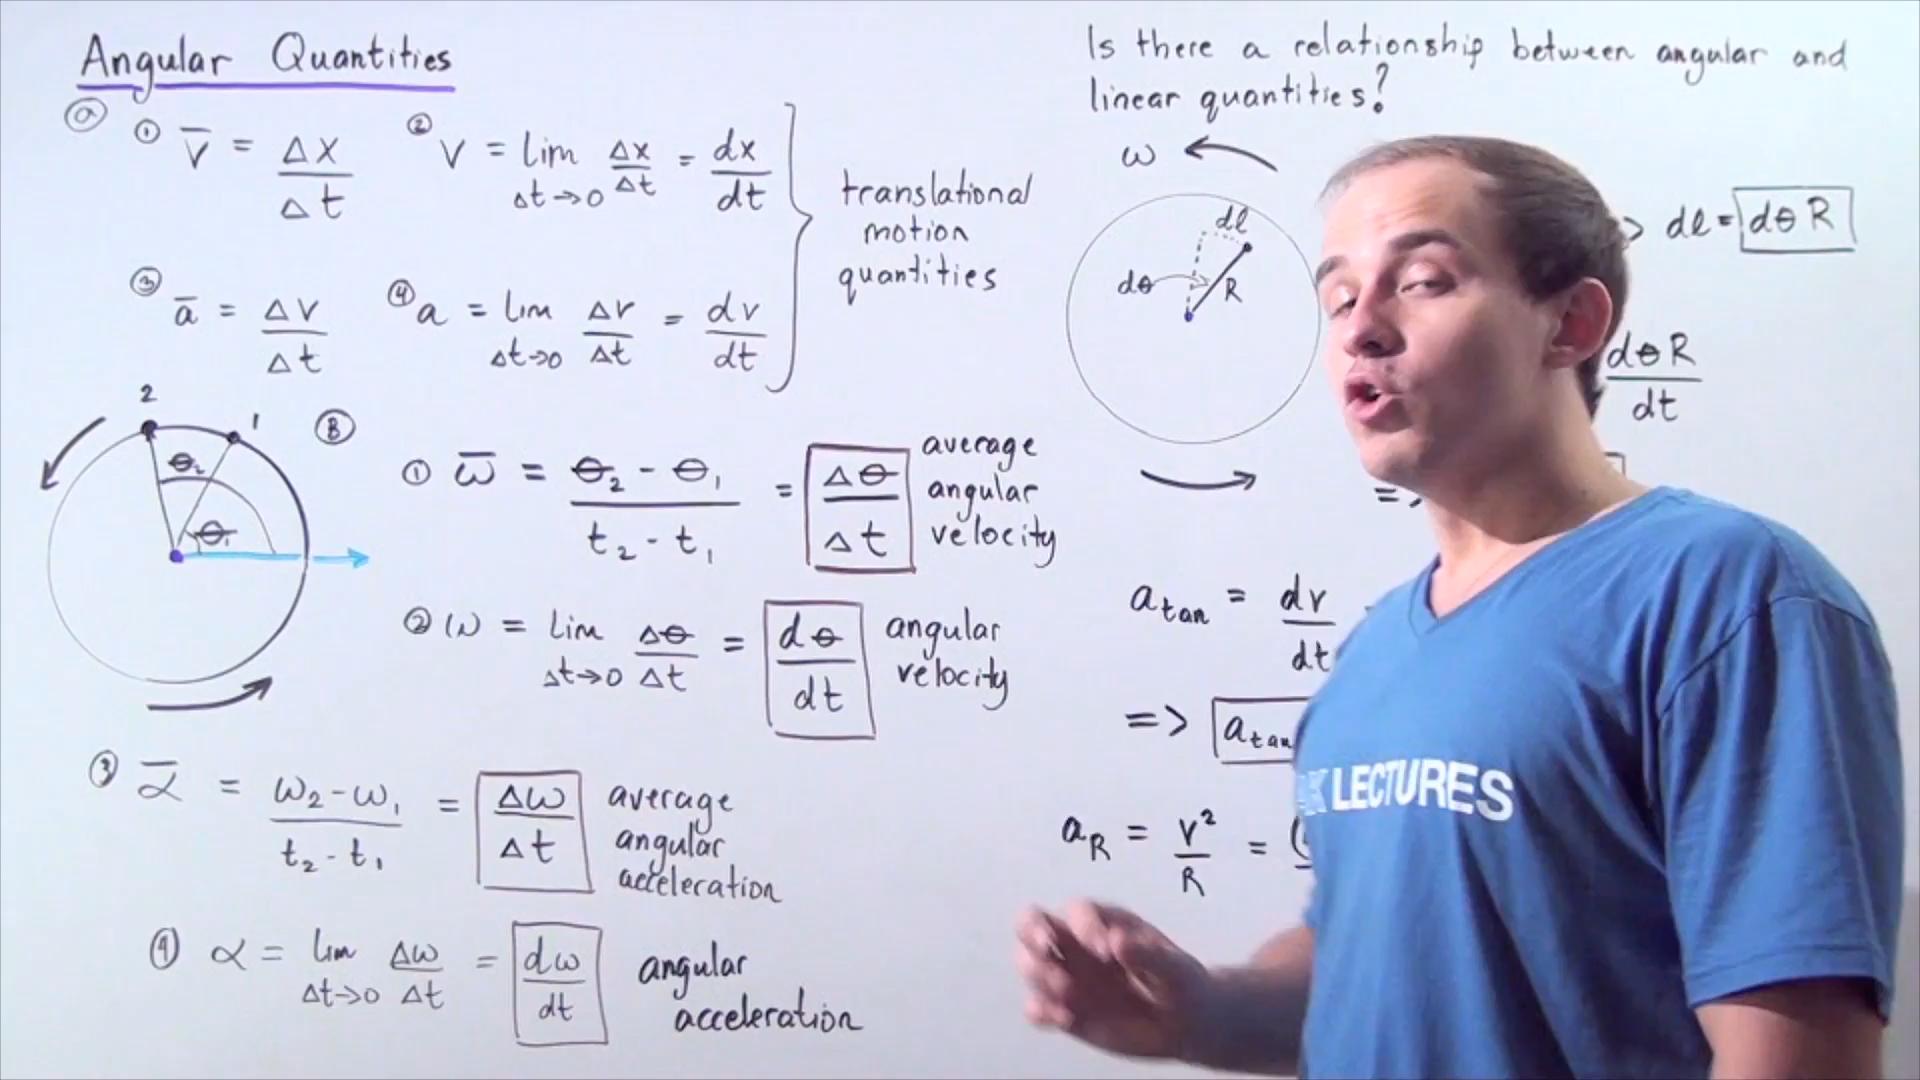 Angular Quantities
Ⓐ
① v̄ = Δx/Δt
② v = lim Δt→0 Δx/Δt = dx/dt
③ ā = Δv/Δt
④ a = lim Δt→0 Δv/Δt = dv/dt
translational
motion
quantities
2
1
θ₂
θ₁
Ⓑ
① ω̄ = θ₂ - θ₁ / t₂ - t₁ = Δθ/Δt
average
angular
velocity
② ω = lim Δt→0 Δθ/Δt = dθ/dt
angular
velocity
③ ᾱ = ω₂ - ω₁ / t₂ - t₁ = Δω/Δt
average
angular
acceleration
④ α = lim Δt→0 Δω/Δt = dω/dt
angular
acceleration
Is there a relationship between angular and
linear quantities?
ω
dl
dθ
R
dl = dθ R
dθ R/dt
=>
a_tan = dv/dt
=> a_tan
a_R = v²/R = (
LECTURES